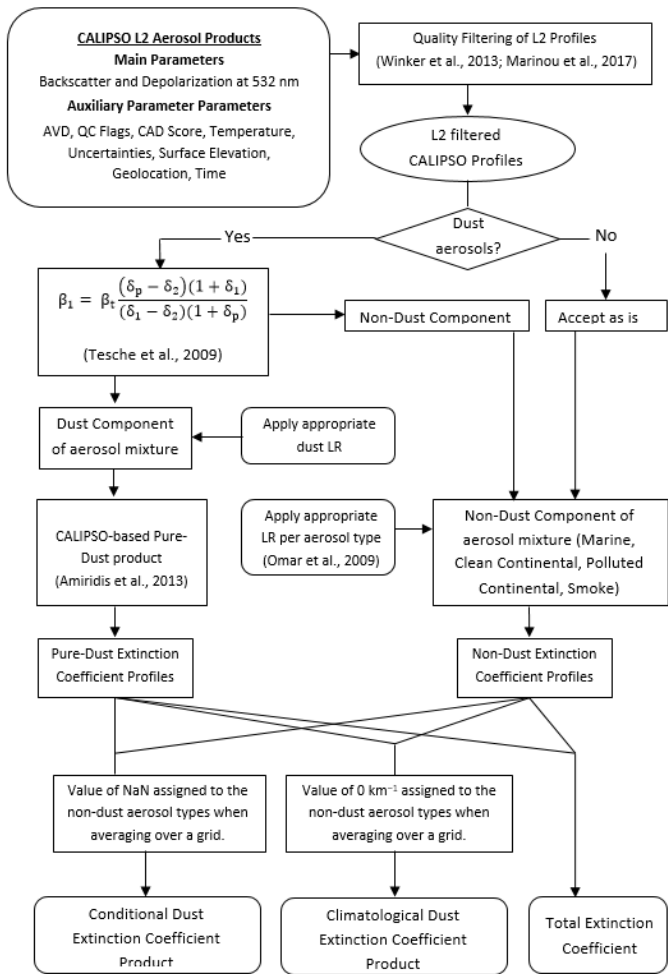 CALIPSO L2 Aerosol Products
Main Parameters
Backscatter and Depolarization at 532 nm
Auxiliary Parameter Parameters
AVD, QC Flags, CAD Score, Temperature,
Uncertainties, Surface Elevation,
Geolocation, Time
Quality Filtering of L2 Profiles
(Winker et al., 2013; Marinou et al., 2017)
L2 filtered
CALIPSO Profiles
Dust
aerosols?
Yes
No
β₁ = βₜ (δₚ − δ₂)(1 + δ₁) / (δ₁ − δ₂)(1 + δₚ)
(Tesche et al., 2009)
Non-Dust Component
Accept as is
Dust Component
of aerosol mixture
Apply appropriate
dust LR
CALIPSO-based Pure-
Dust product
(Amiridis et al., 2013)
Apply appropriate
LR per aerosol type
(Omar et al., 2009)
Non-Dust Component of
aerosol mixture (Marine,
Clean Continental, Polluted
Continental, Smoke)
Pure-Dust Extinction
Coefficient Profiles
Non-Dust Extinction
Coefficient Profiles
Value of NaN assigned to the
non-dust aerosol types when
averaging over a grid.
Value of 0 km⁻¹ assigned to the
non-dust aerosol types when
averaging over a grid.
Conditional Dust
Extinction Coefficient
Product
Climatological Dust
Extinction Coefficient
Product
Total Extinction
Coefficient